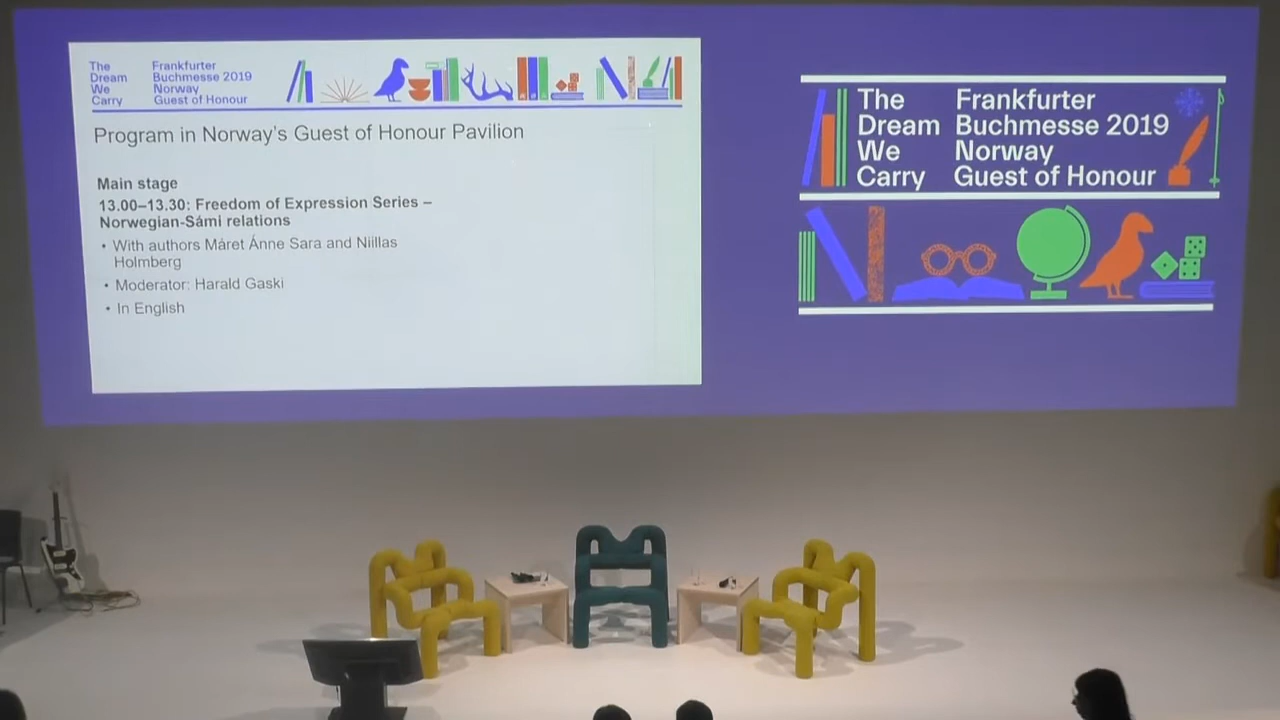 The
Dream
We
Carry
Frankfurter
Buchmesse 2019
Norway
Guest of Honour
Program in Norway's Guest of Honour Pavilion
Main stage
13.00–13.30: Freedom of Expression Series –
Norwegian-Sámi relations
• With authors Máret Ánne Sara and Niillas
Holmberg
• Moderator: Harald Gaski
• In English
The
Dream
We
Carry
Frankfurter
Buchmesse 2019
Norway
Guest of Honour